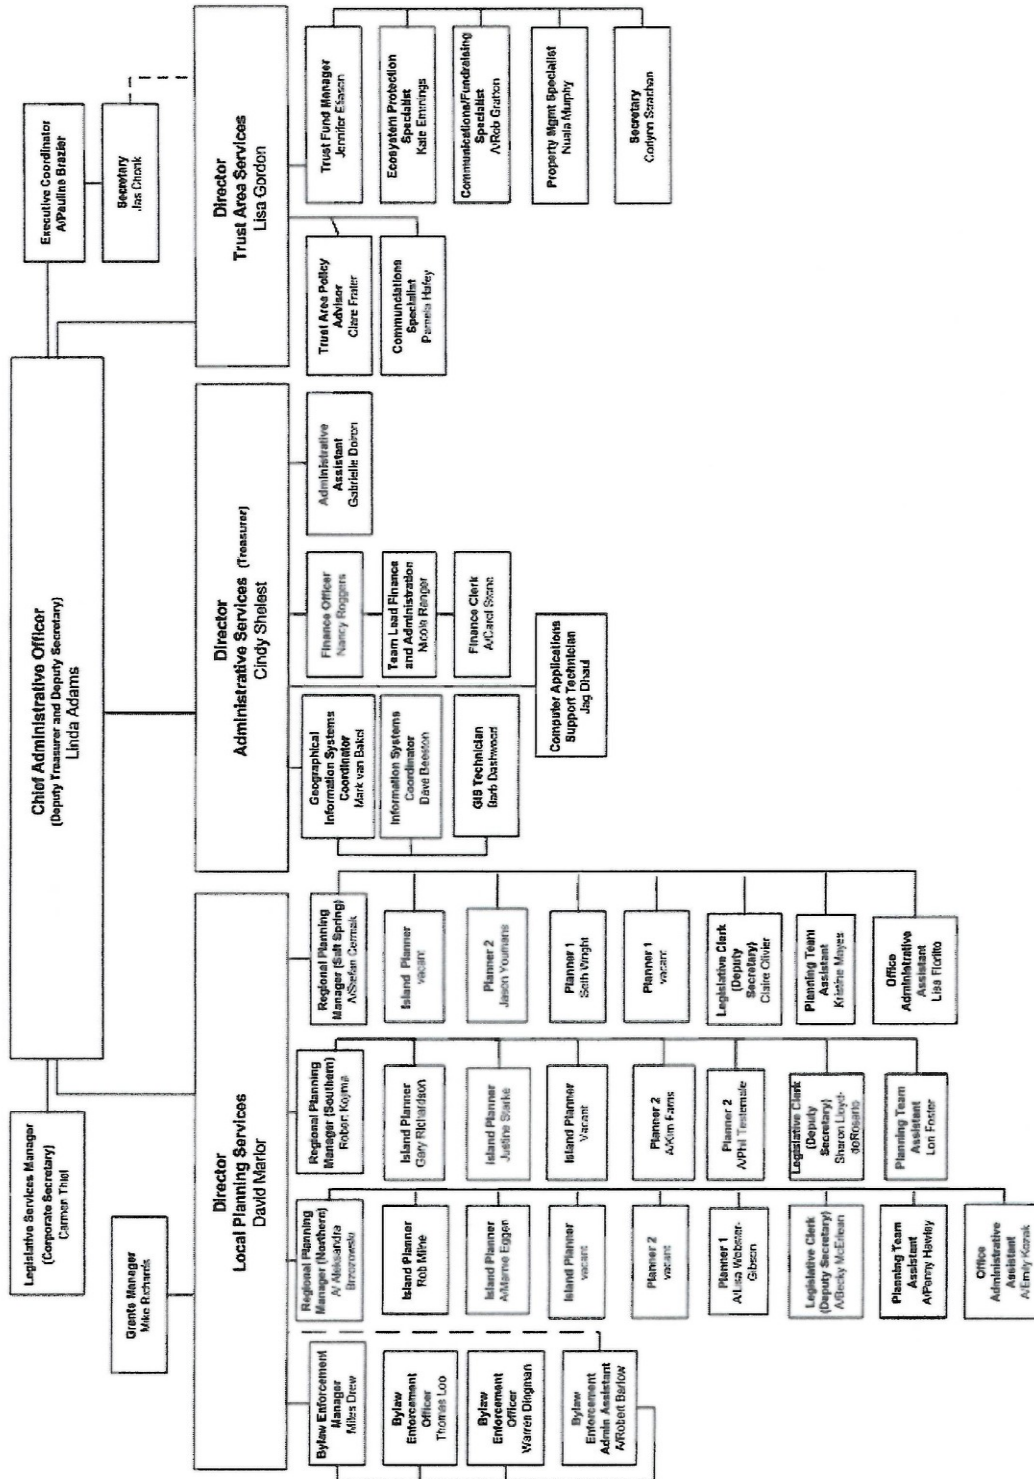 Chief Administrative Officer
(Deputy Treasurer and Deputy Secretary)
Linda Adams
Legislative Services Manager
(Corporate Secretary)
Carmen Thiel
Executive Coordinator
A/Pauline Brazier
Secretary
Jas Chonk
Grants Manager
Mike Richards
Director
Local Planning Services
David Marlor
Director
Administrative Services (Treasurer)
Cindy Shelest
Director
Trust Area Services
Lisa Gordon
Bylaw Enforcement
Manager
Miles Drew
Bylaw
Enforcement
Officer
Thomas Loo
Bylaw
Enforcement
Officer
Warren Dingman
Bylaw
Enforcement
Admin Assistant
A/Robert Barlow
Regional Planning
Manager (Northern)
A/ Aleksandra
Brzozowski
Island Planner
Rob Milne
Island Planner
A/Marnie Eggen
Island Planner
vacant
Planner 2
vacant
Planner 1
A/Lisa Webster-
Gibson
Legislative Clerk
(Deputy Secretary)
A/Becky McErlean
Planning Team
Assistant
A/Penny Hawley
Office
Administrative
Assistant
A/Emily Kozak
Regional Planning
Manager (Southern)
Robert Kojima
Island Planner
Gary Richardson
Island Planner
Justine Starke
Island Planner
Vacant
Planner 2
A/Kim Farris
Planner 2
A/Phil Testemale
Legislative Clerk
(Deputy
Secretary)
Sharon Lloyd-
deRosario
Planning Team
Assistant
Lori Foster
Regional Planning
Manager (Salt Spring)
A/Stefan Cermak
Island Planner
vacant
Planner 2
Jason Youmans
Planner 1
Seth Wright
Planner 1
vacant
Legislative Clerk
(Deputy
Secretary)
Claire Olivier
Planning Team
Assistant
Kristine Mayes
Office
Administrative
Assistant
Lisa Florito
Geographical
Information Systems
Coordinator
Mark van Bakel
Information Systems
Coordinator
Dave Beeston
GIS Technician
Barb Dashwood
Computer Applications
Support Technician
Jag Dhaul
Finance Officer
Nancy Roggers
Team Lead Finance
and Administration
Nicole Ranger
Finance Clerk
A/Carol
Administrative
Assistant
Gabrielle Doiron
Trust Area Policy
Advisor
Clare Frater
Communciations
Specialist
Pamela Hafey
Trust Fund Manager
Jennifer Eliason
Ecosystem Protection
Specialist
Kate Emmings
Communications/Fundraising
Specialist
A/Rob Gratton
Property Mgmt Specialist
Nuala Murphy
Secretary
Corlynn